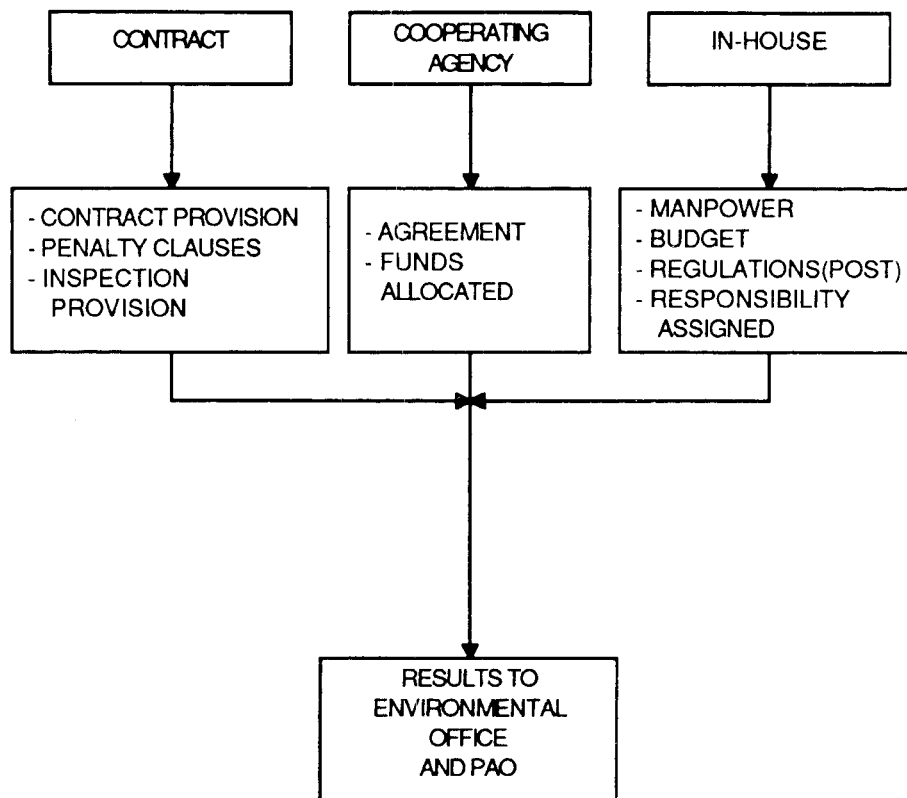 CONTRACT
COOPERATING
AGENCY
IN-HOUSE
- CONTRACT PROVISION
- PENALTY CLAUSES
- INSPECTION
PROVISION
- AGREEMENT
- FUNDS
ALLOCATED
- MANPOWER
- BUDGET
- REGULATIONS(POST)
- RESPONSIBILITY
ASSIGNED
RESULTS TO
ENVIRONMENTAL
OFFICE
AND PAO